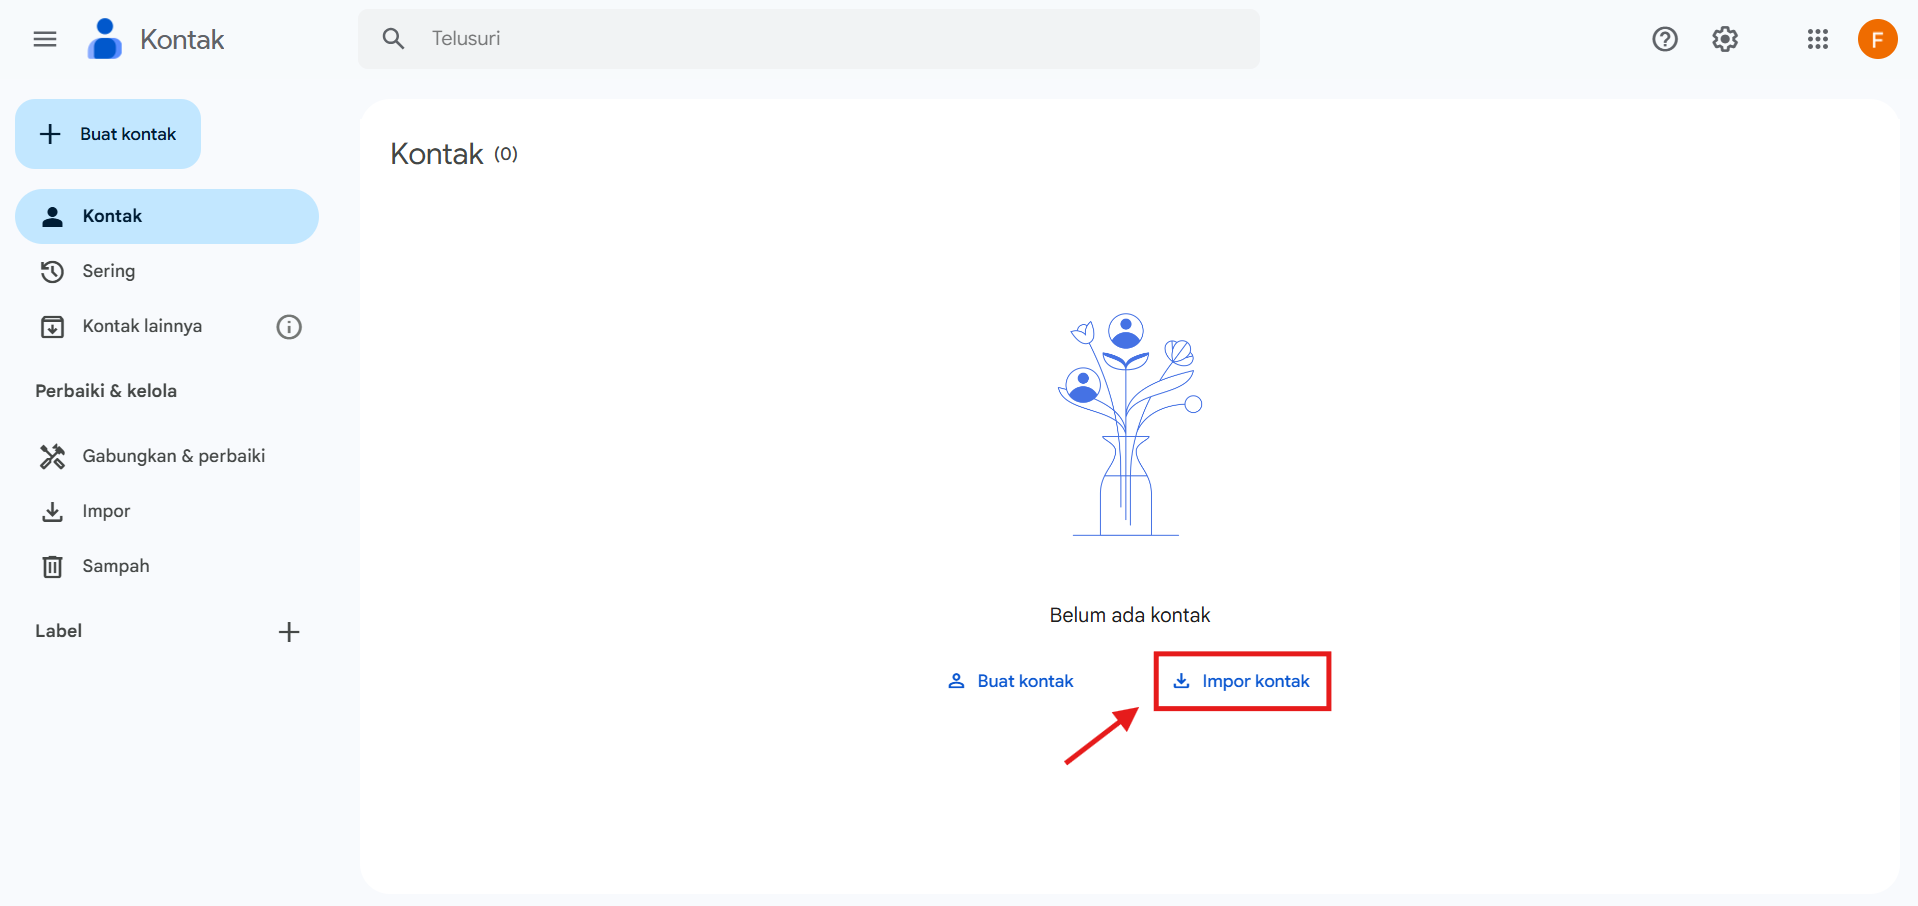 Kontak
Telusuri
F
Buat kontak
Kontak
Sering
Kontak lainnya
Perbaiki & kelola
Gabungkan & perbaiki
Impor
Sampah
Label
Kontak (0)
Belum ada kontak
Buat kontak
Impor kontak